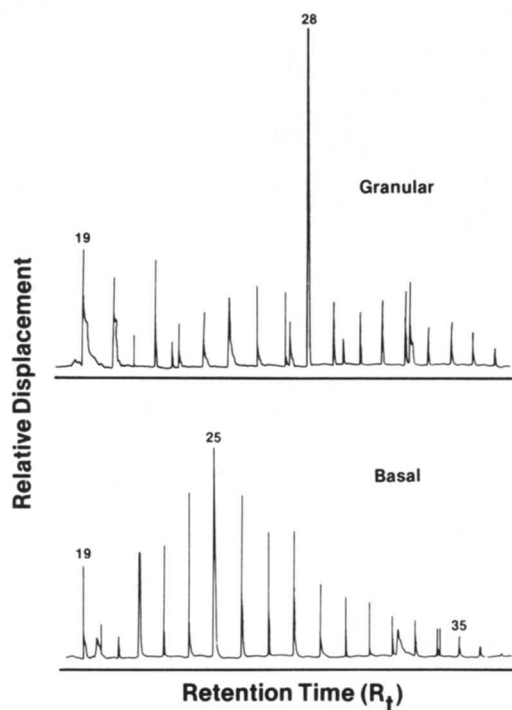 28
Granular
19
Relative Displacement
25
Basal
19
35
Retention Time (Rt)